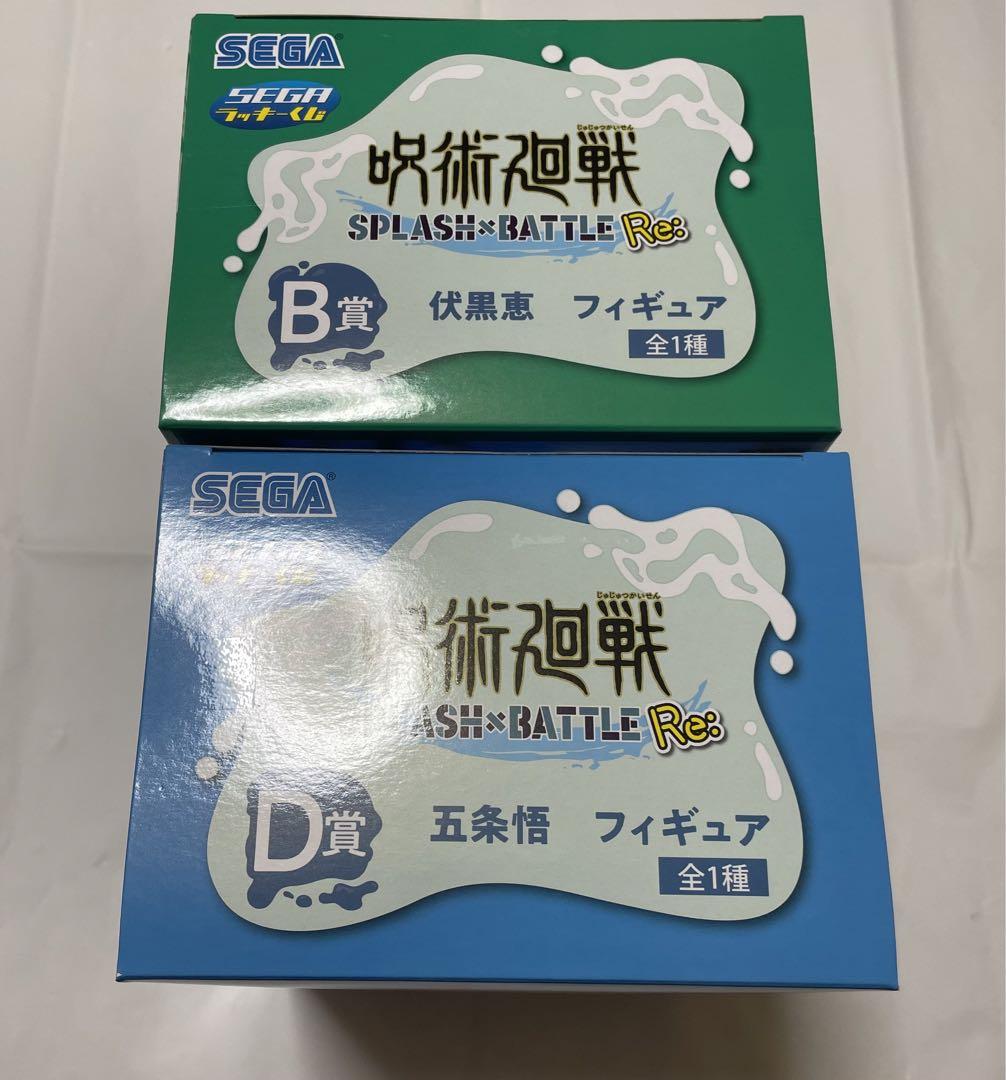 SEGA®
SEGA
ラッキーくじ
じゅじゅつかいせん
呪術廻戦
SPLASH×BATTLE Re:
B賞
伏黒恵 フィギュア
全1種
SEGA®
じゅじゅつかいせん
術廻戦
ASH×BATTLE Re:
D賞
五条悟 フィギュア
全1種